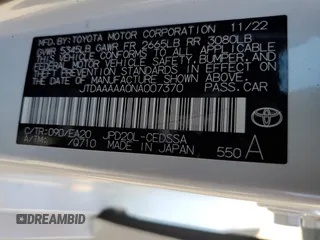 MFD BY:TOYOTA MOTOR CORPORATION 11/22
GVWR 5345LB GAWR FR 2665LB RR 3080LB
THIS VEHICLE CONFORMS TO ALL APPLICABLE
FEDERAL MOTOR VEHICLE SAFETY, BUMPER, AND
THEFT PREVENTION STANDARDS IN EFFECT ON THE
DATE OF MANUFACTURE SHOWN ABOVE.
JTDAAAAA0NA007370 PASS.CAR
TOYOTA
C/TR:090/EA20 JPD20L-CEDSSA
A/TM: /Q710 MADE IN JAPAN 550 A
DREAMBID